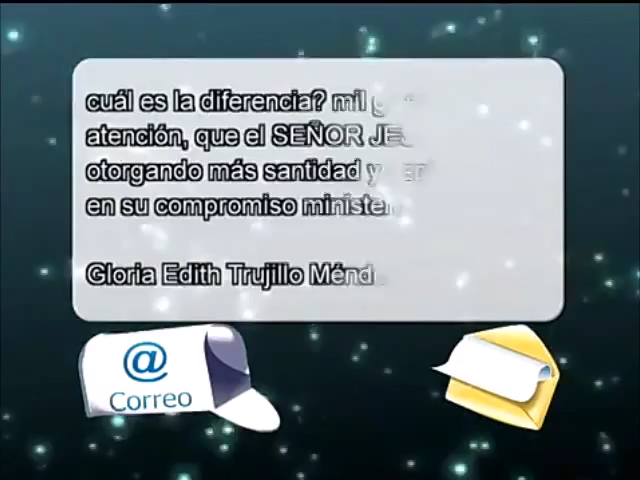 cuál es la diferencia? mil
atención, que el SEÑOR
otorgando más santidad y
en su compromiso
Gloria Edith Trujillo
@
Correo